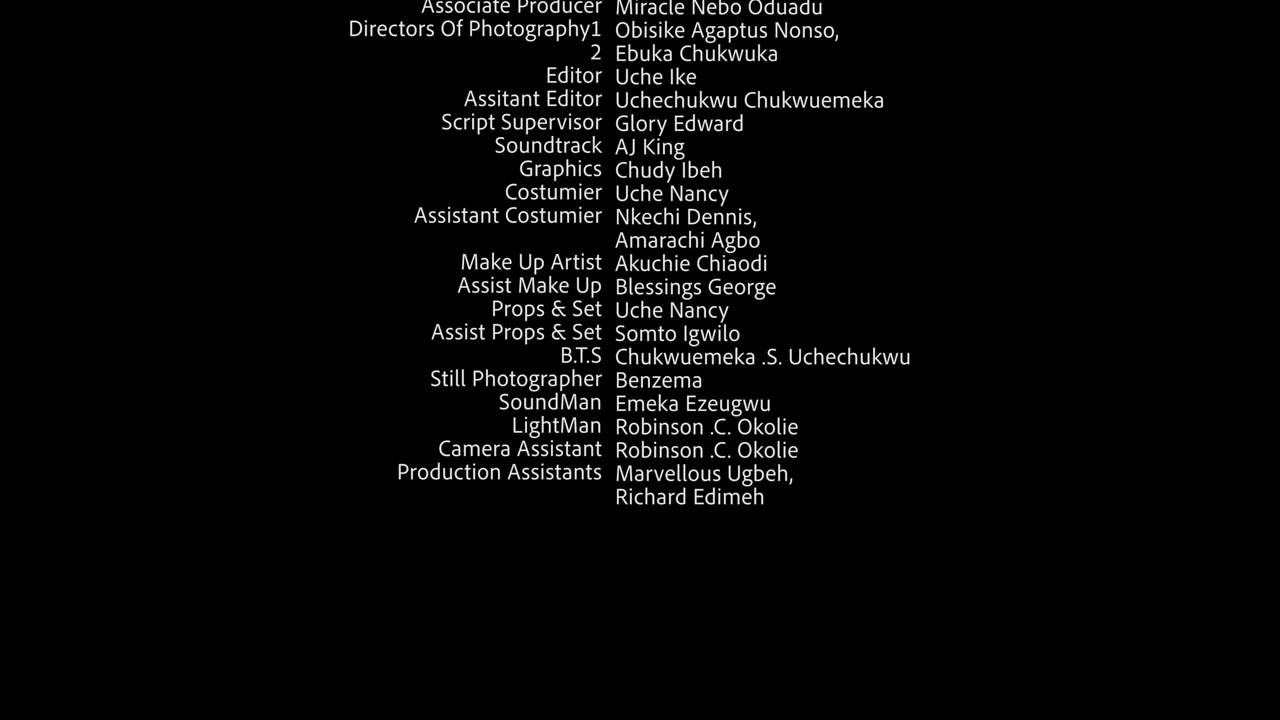 Associate Producer Miracle Nebo Oduadu
Directors Of Photography1 Obisike Agaptus Nonso,
2 Ebuka Chukwuka
Editor Uche Ike
Assitant Editor Uchechukwu Chukwuemeka
Script Supervisor Glory Edward
Soundtrack AJ King
Graphics Chudy Ibeh
Costumier Uche Nancy
Assistant Costumier Nkechi Dennis,
Amarachi Agbo
Make Up Artist Akuchie Chiaodi
Assist Make Up Blessings George
Props & Set Uche Nancy
Assist Props & Set Somto Igwilo
B.T.S Chukwuemeka .S. Uchechukwu
Still Photographer Benzema
SoundMan Emeka Ezeugwu
LightMan Robinson .C. Okolie
Camera Assistant Robinson .C. Okolie
Production Assistants Marvellous Ugbeh,
Richard Edimeh